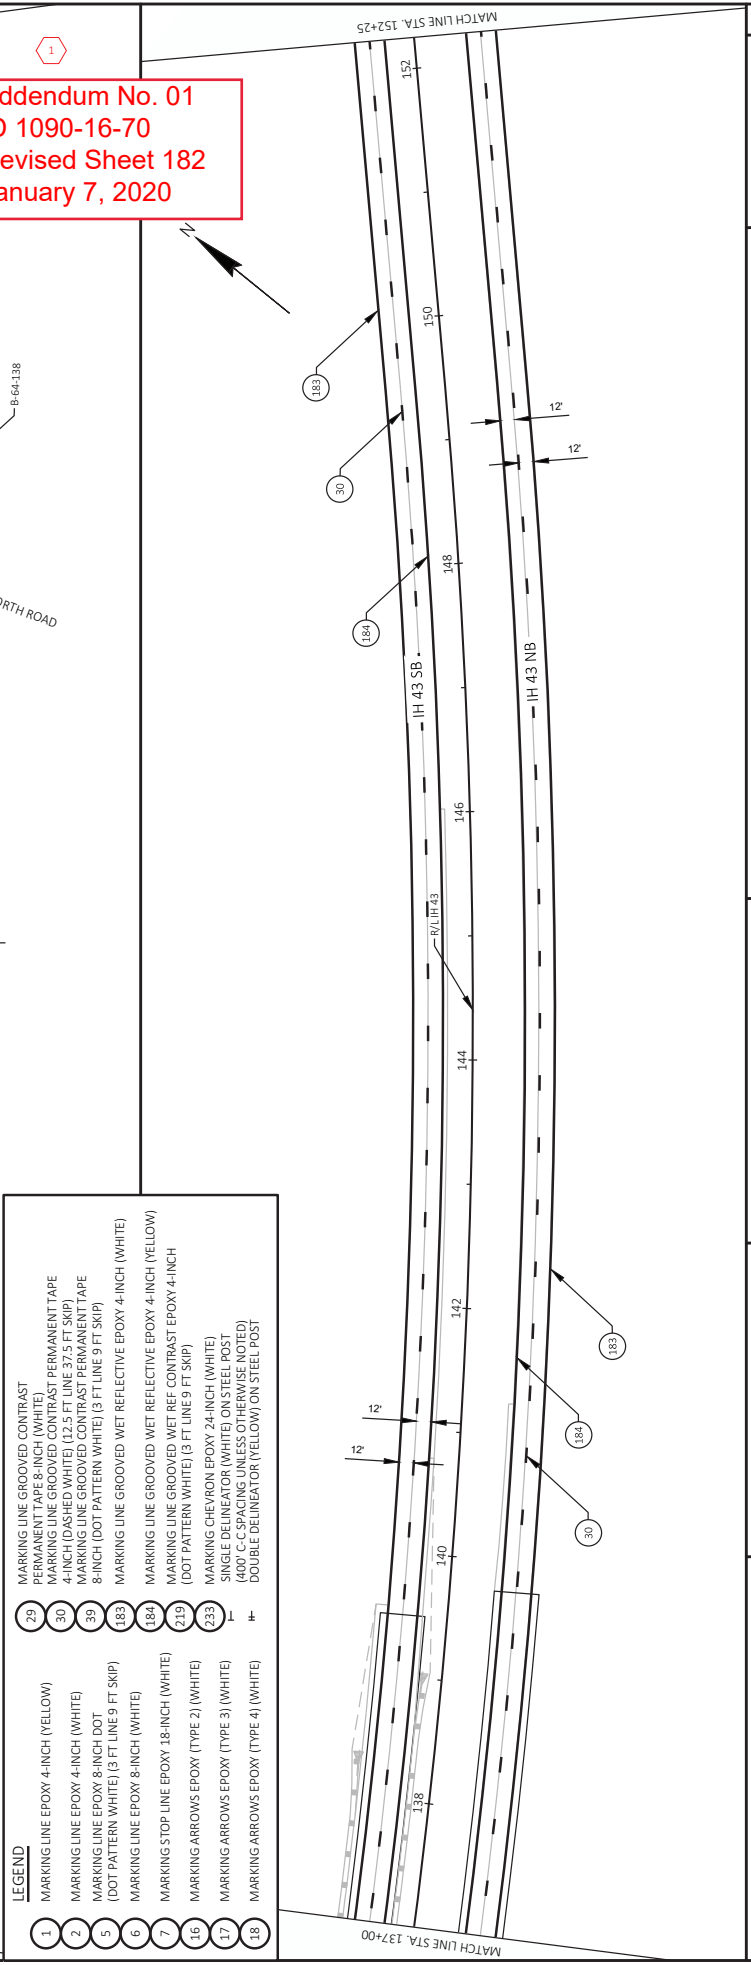 1
ddendum No. 01
D 1090-16-70
evised Sheet 182
anuary 7, 2020
B-64-138
ORTH ROAD
N
MATCH LINE STA. 152+25
152
150
148
146
144
142
140
138
183
30
184
12'
12'
IH 43 SB
IH 43 NB
R/L IH 43
12'
12'
183
184
30
MATCH LINE STA. 137+00
LEGEND
1 MARKING LINE EPOXY 4-INCH (YELLOW)
2 MARKING LINE EPOXY 4-INCH (WHITE)
5 MARKING LINE EPOXY 8-INCH DOT
(DOT PATTERN WHITE) (3 FT LINE 9 FT SKIP)
6 MARKING LINE EPOXY 8-INCH (WHITE)
7 MARKING STOP LINE EPOXY 18-INCH (WHITE)
16 MARKING ARROWS EPOXY (TYPE 2) (WHITE)
17 MARKING ARROWS EPOXY (TYPE 3) (WHITE)
18 MARKING ARROWS EPOXY (TYPE 4) (WHITE)
29 MARKING LINE GROOVED CONTRAST
PERMANENT TAPE 8-INCH (WHITE)
30 MARKING LINE GROOVED CONTRAST PERMANENT TAPE
4-INCH (DASHED WHITE) (12.5 FT LINE 37.5 FT SKIP)
39 MARKING LINE GROOVED CONTRAST PERMANENT TAPE
8-INCH (DOT PATTERN WHITE) (3 FT LINE 9 FT SKIP)
183 MARKING LINE GROOVED WET REFLECTIVE EPOXY 4-INCH (WHITE)
184 MARKING LINE GROOVED WET REFLECTIVE EPOXY 4-INCH (YELLOW)
219 MARKING LINE GROOVED WET REF CONTRAST EPOXY 4-INCH
(DOT PATTERN WHITE) (3 FT LINE 9 FT SKIP)
233 MARKING CHEVRON EPOXY 24-INCH (WHITE)
SINGLE DELINEATOR (WHITE) ON STEEL POST
(400' C-C SPACING UNLESS OTHERWISE NOTED)
DOUBLE DELINEATOR (YELLOW) ON STEEL POST